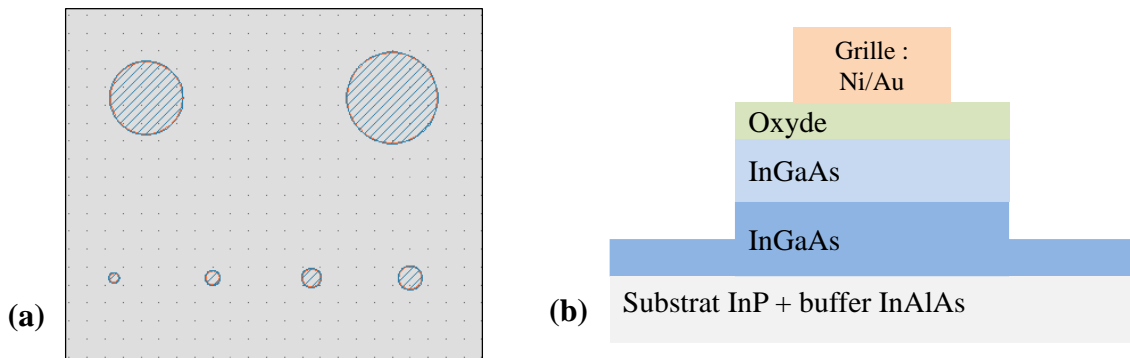 (a)
Grille :
Ni/Au
Oxyde
InGaAs
InGaAs
Substrat InP + buffer InAlAs
(b)